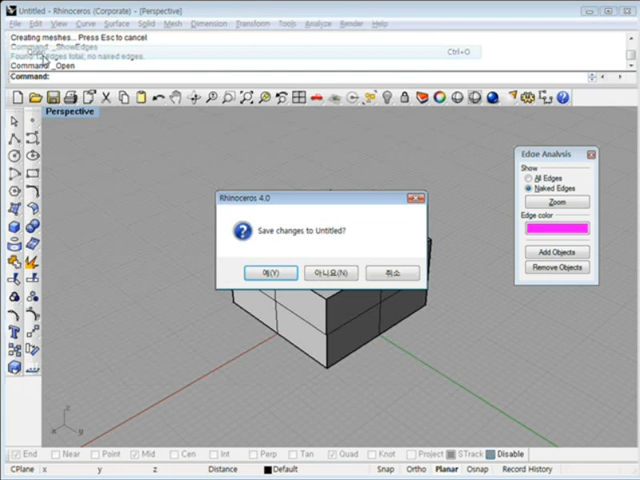 Untitled - Rhinoceros (Corporate) - [Perspective]
File Edit View Curve Surface Solid Mesh Dimension Transform Tools Analyze Render Help
Creating meshes... Press Esc to cancel
Command: _ShowEdges
Found 12 edges total; no naked edges.
Ctrl+O
Command: _Open
Command:
Perspective
Edge Analysis
Show
All Edges
Naked Edges
Zoom
Edge color
Add Objects
Remove Objects
Rhinoceros 4.0
Save changes to Untitled?
예(Y) 아니요(N) 취소
z
x y
End Near Point Mid Cen Int Perp Tan Quad Knot Project STrack Disable
CPlane x y z Distance Default Snap Ortho Planar Osnap Record History